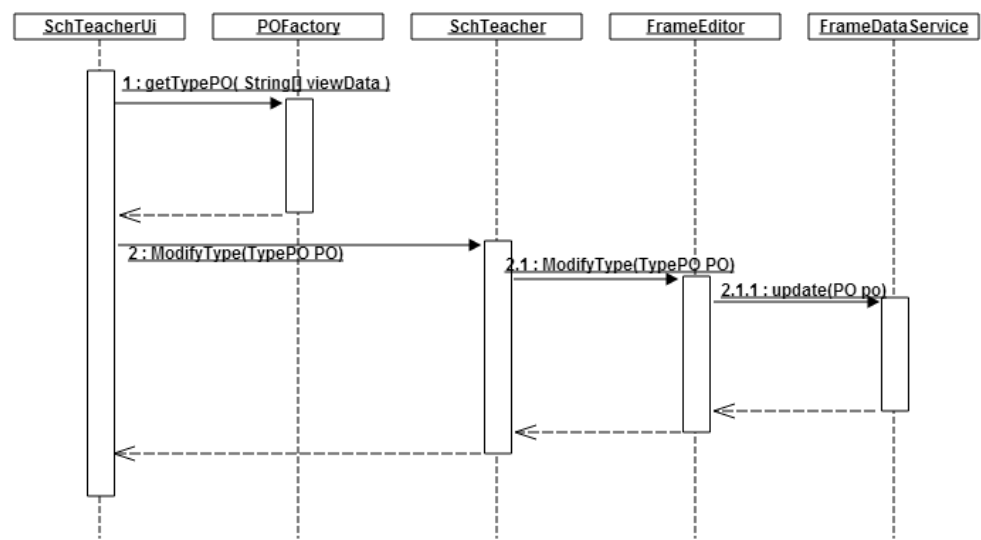 SchTeacherUi
POFactory
SchTeacher
FrameEditor
FrameDataService
1 : getTypePO( String[] viewData )
2 : ModifyType(TypePO PO)
2.1 : ModifyType(TypePO PO)
2.1.1 : update(PO po)